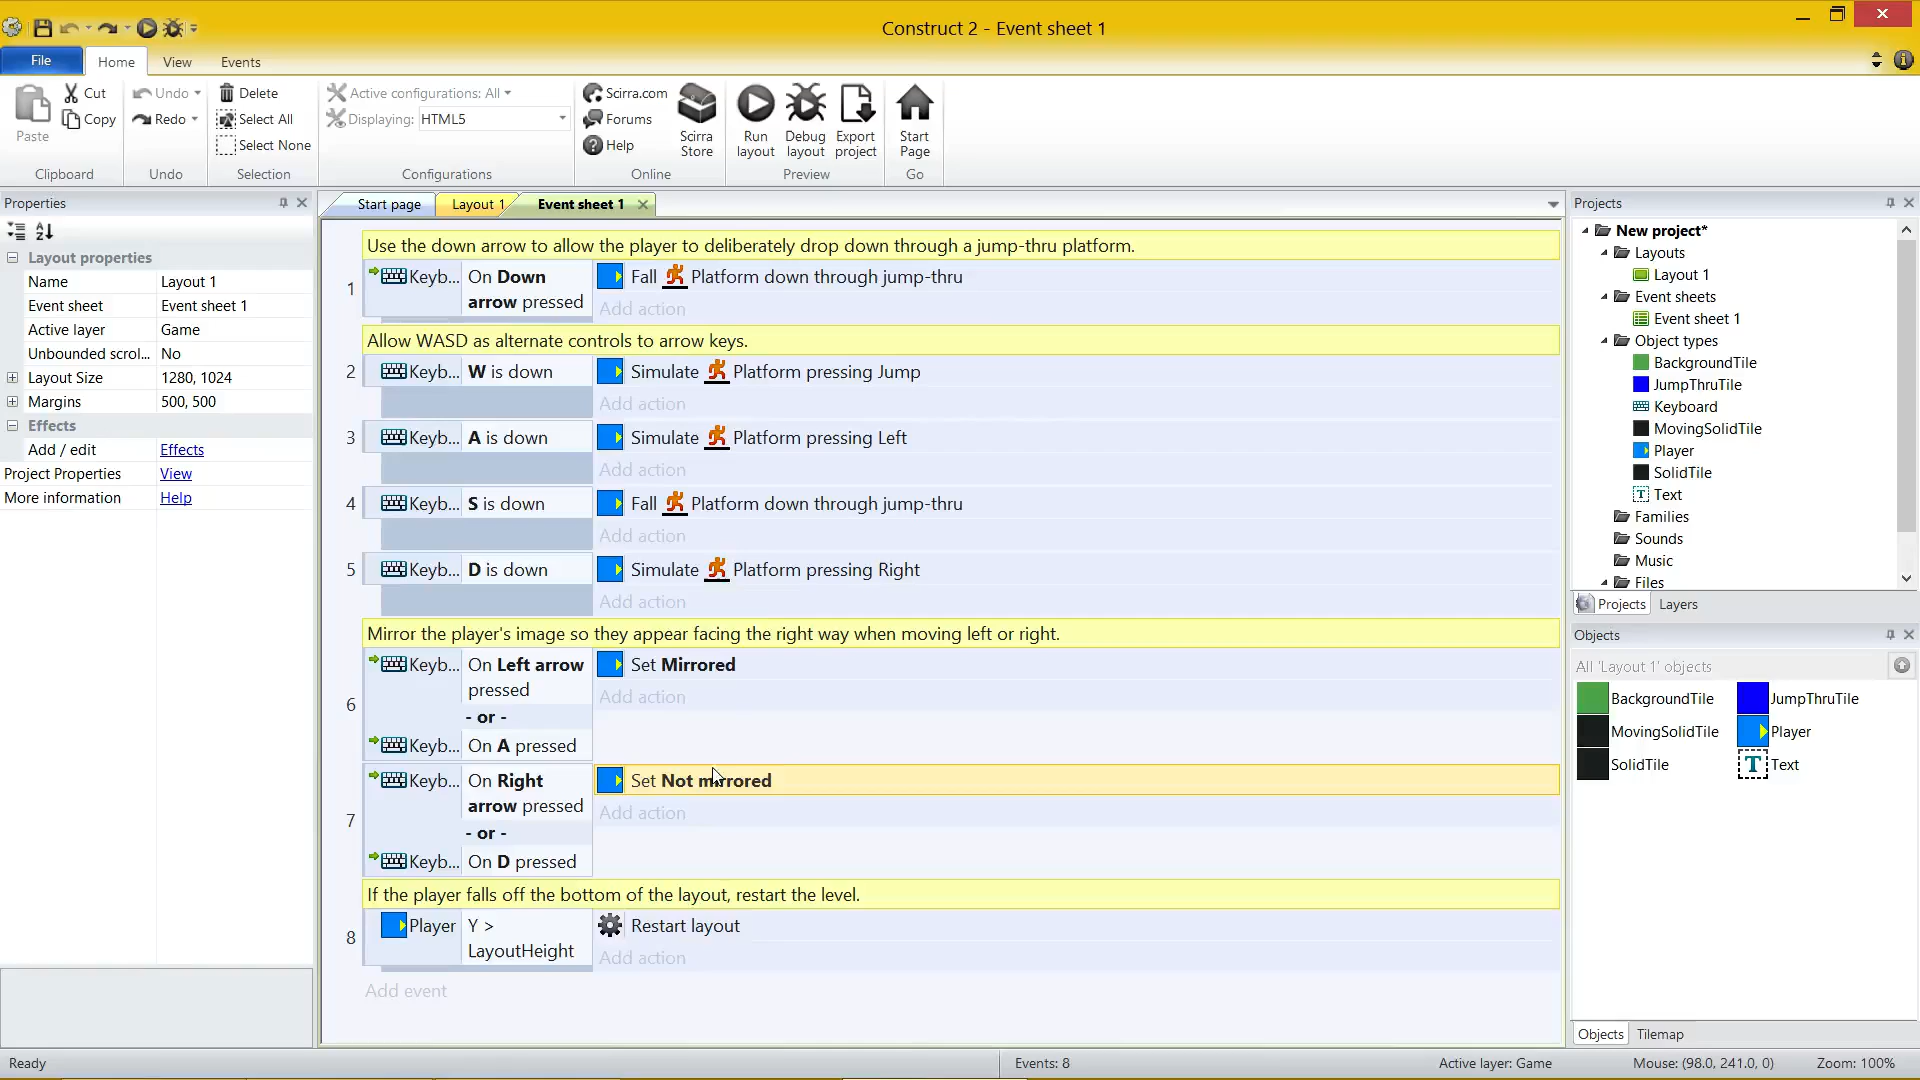 Construct 2 - Event sheet 1
File Home View Events
Paste Cut Copy Clipboard
Undo Redo Undo
Delete Select All Select None Selection
Active configurations: All
Displaying: HTML5
Configurations
Scirra.com Forums Help
Scirra Store
Online
Run layout Debug layout Export project
Preview
Start Page
Go
Properties
Layout properties
Name Layout 1
Event sheet Event sheet 1
Active layer Game
Unbounded scrol... No
Layout Size 1280, 1024
Margins 500, 500
Effects
Add / edit Effects
Project Properties View
More information Help
Start page Layout 1 Event sheet 1
Use the down arrow to allow the player to deliberately drop down through a jump-thru platform.
1 Keyb... On Down arrow pressed Fall Platform down through jump-thru
Add action
Allow WASD as alternate controls to arrow keys.
2 Keyb... W is down Simulate Platform pressing Jump
Add action
3 Keyb... A is down Simulate Platform pressing Left
Add action
4 Keyb... S is down Fall Platform down through jump-thru
Add action
5 Keyb... D is down Simulate Platform pressing Right
Add action
Mirror the player's image so they appear facing the right way when moving left or right.
6 Keyb... On Left arrow pressed Set Mirrored
Add action
- or -
Keyb... On A pressed
7 Keyb... On Right arrow pressed Set Not mirrored
Add action
- or -
Keyb... On D pressed
If the player falls off the bottom of the layout, restart the level.
8 Player Y > LayoutHeight Restart layout
Add action
Add event
Projects
New project*
Layouts
Layout 1
Event sheets
Event sheet 1
Object types
BackgroundTile
JumpThruTile
Keyboard
MovingSolidTile
Player
SolidTile
Text
Families
Sounds
Music
Files
Projects Layers
Objects
All 'Layout 1' objects
BackgroundTile JumpThruTile
MovingSolidTile Player
SolidTile Text
Objects Tilemap
Ready Events: 8 Active layer: Game Mouse: (98.0, 241.0, 0) Zoom: 100%